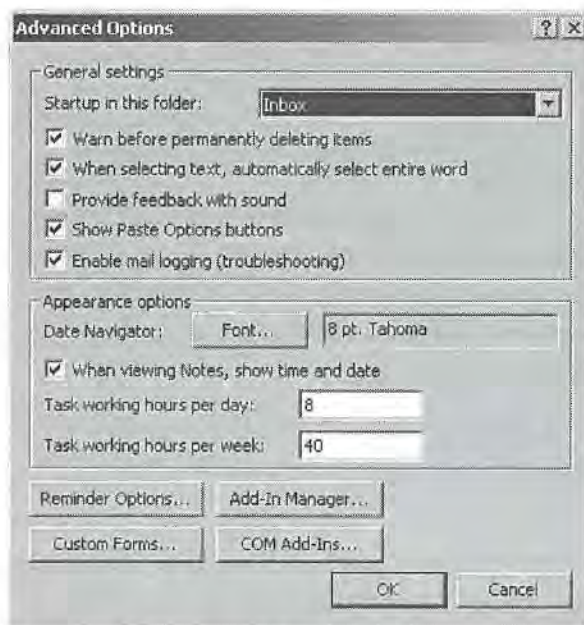 Advanced Options
General settings
Startup in this folder: Inbox
Warn before permanently deleting items
When selecting text, automatically select entire word
Provide feedback with sound
Show Paste Options buttons
Enable mail logging (troubleshooting)
Appearance options
Date Navigator: Font... 8 pt. Tahoma
When viewing Notes, show time and date
Task working hours per day: 8
Task working hours per week: 40
Reminder Options... Add-In Manager...
Custom Forms... COM Add-Ins...
OK Cancel